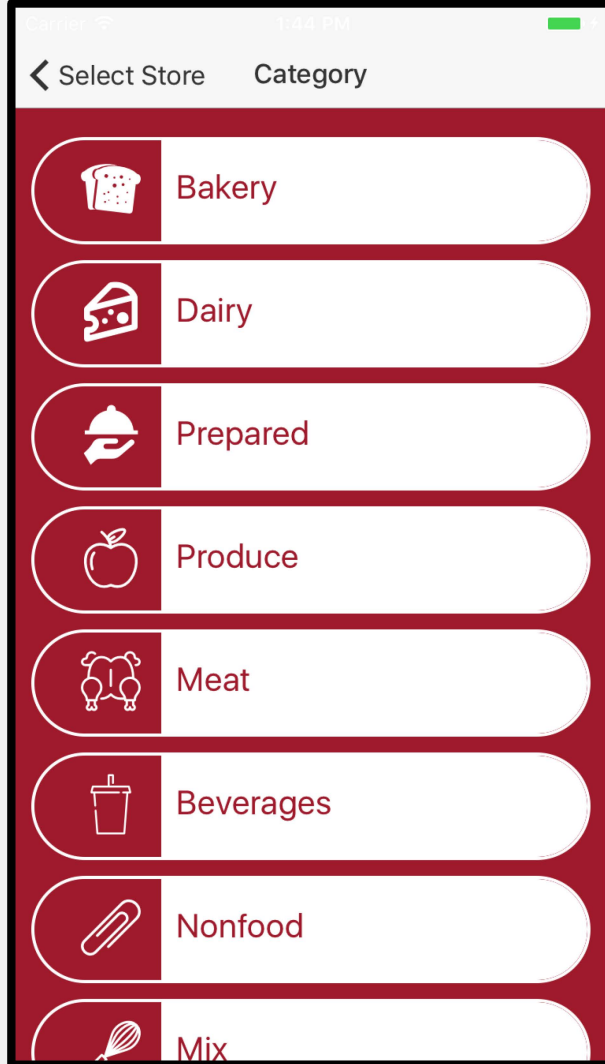 Carrier 1:44 PM
Select Store Category
Bakery
Dairy
Prepared
Produce
Meat
Beverages
Nonfood
Mix